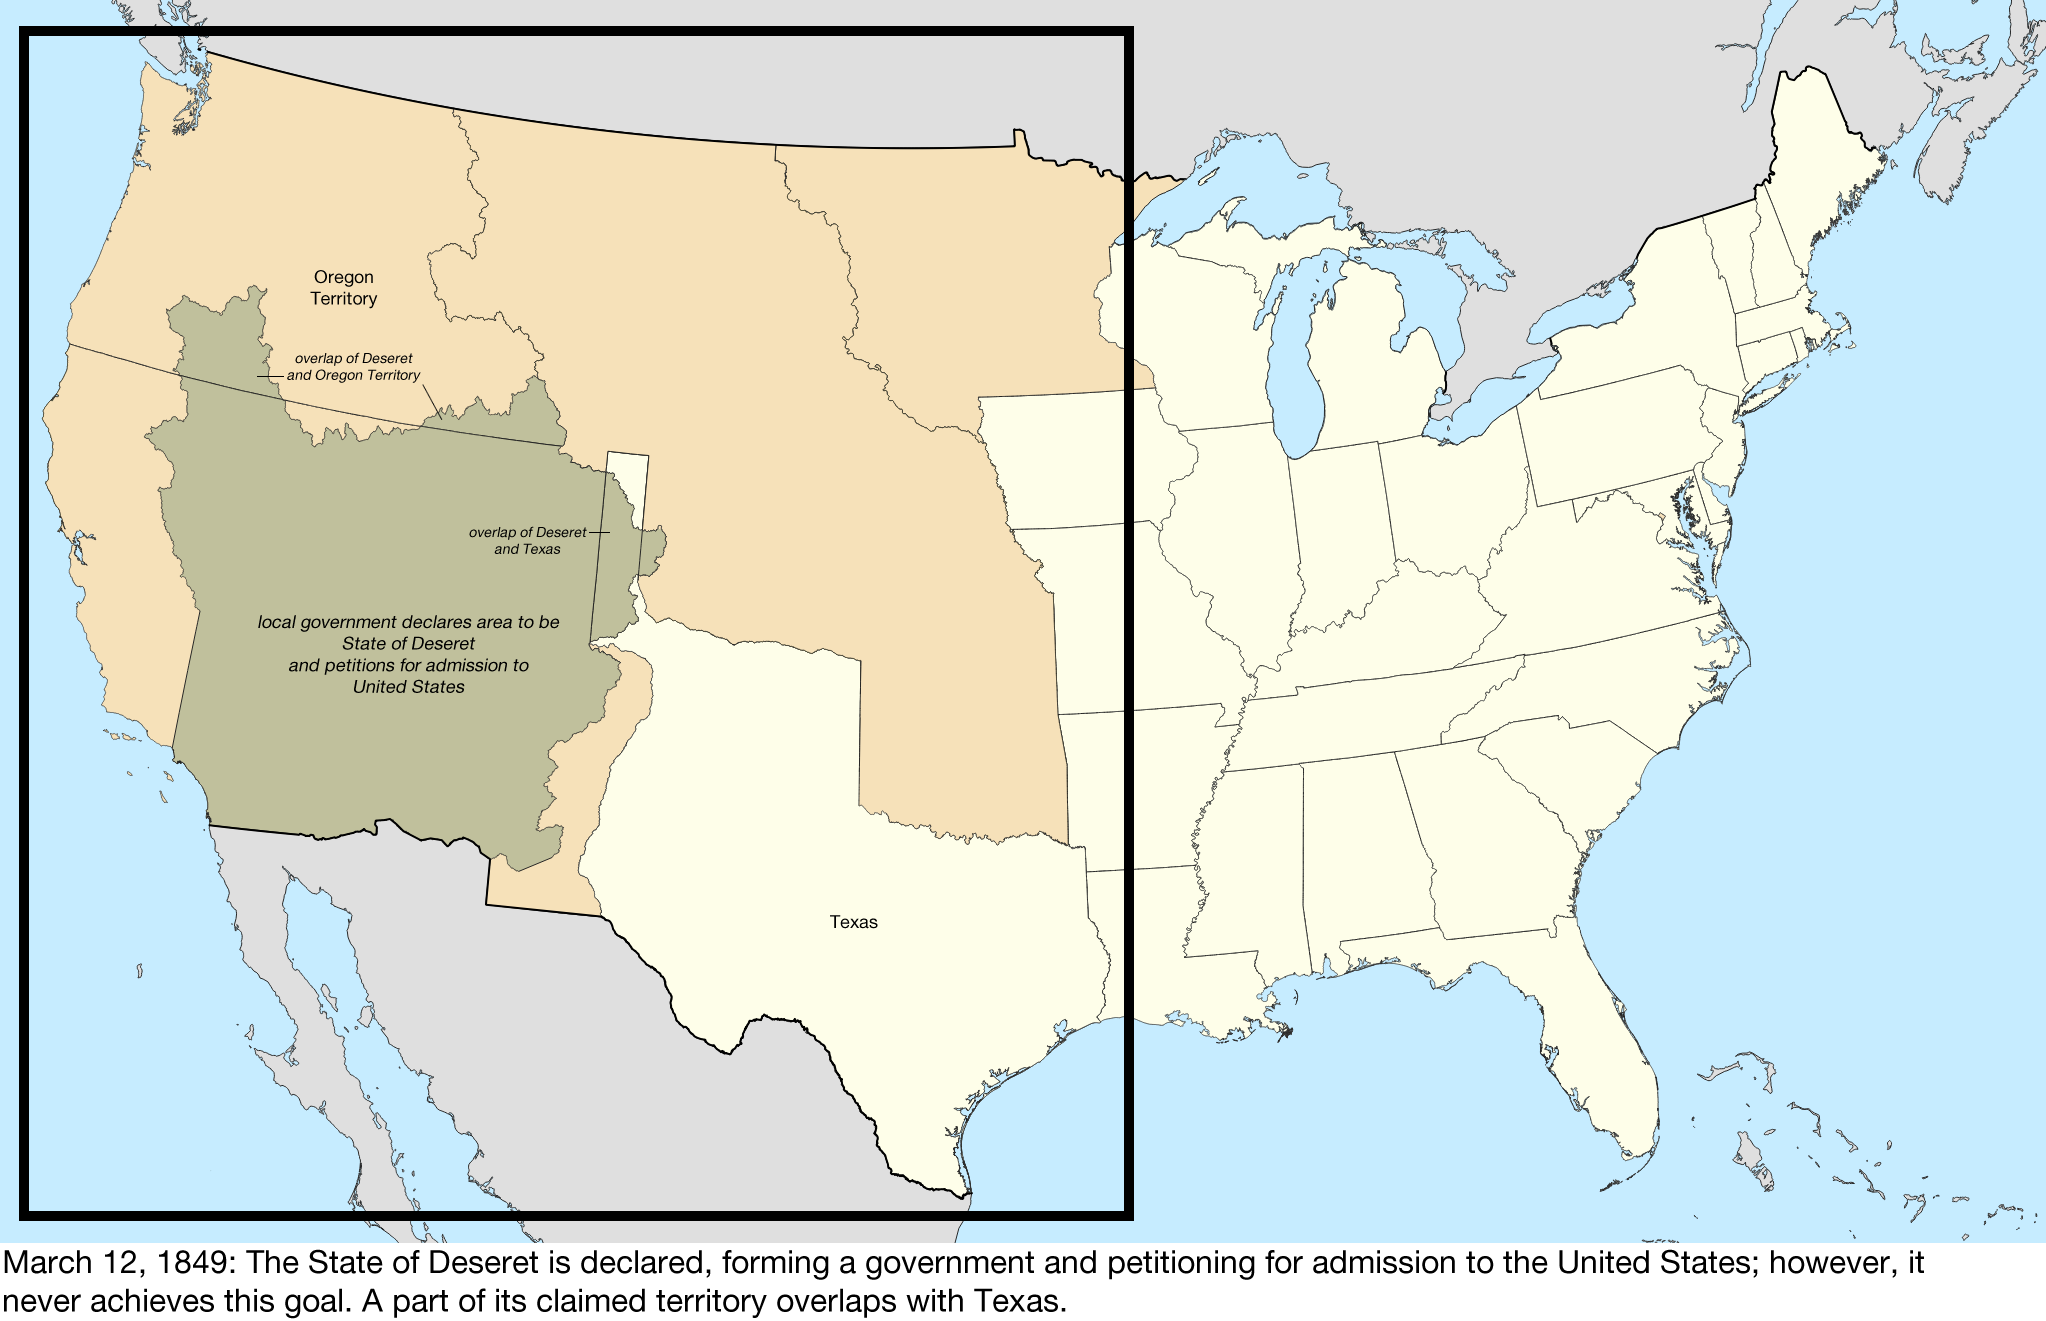 Oregon
Territory
overlap of Deseret
and Oregon Territory
overlap of Deseret
and Texas
local government declares area to be
State of Deseret
and petitions for admission to
United States
Texas
March 12, 1849: The State of Deseret is declared, forming a government and petitioning for admission to the United States; however, it
never achieves this goal. A part of its claimed territory overlaps with Texas.